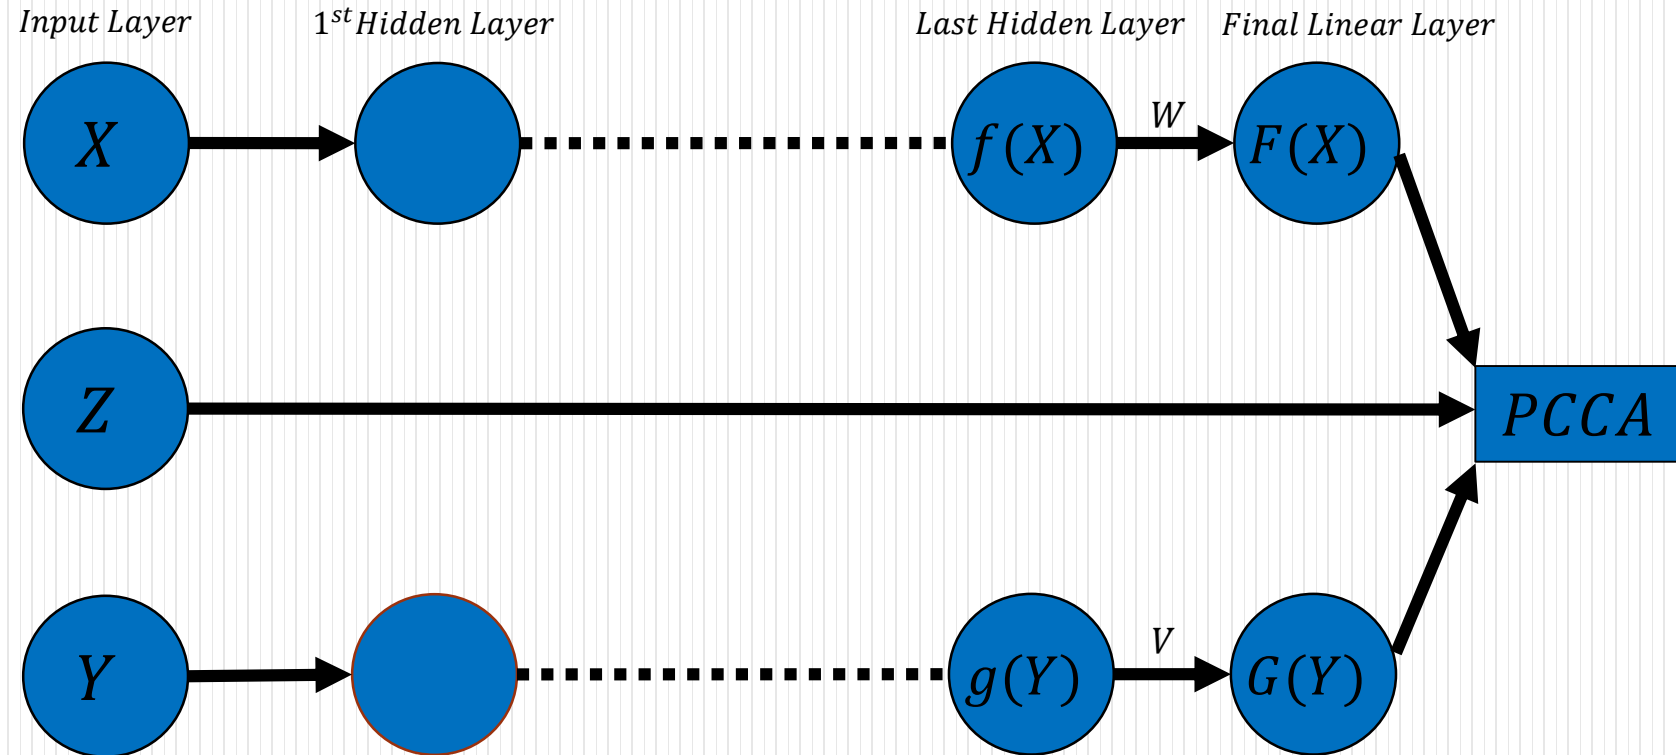 Input Layer
1ˢᵗ Hidden Layer
Last Hidden Layer
Final Linear Layer
X
f(X)
W
F(X)
Z
PCCA
Y
g(Y)
V
G(Y)